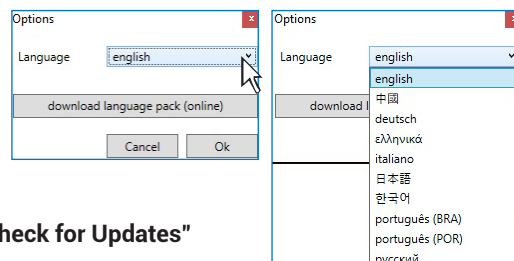 Options
x
Language
english
download language pack (online)
Cancel
Ok
heck for Updates"
Options
x
Language
english
download l
english
中國
deutsch
ελληνικά
italiano
日本語
한국어
português (BRA)
português (POR)
русский